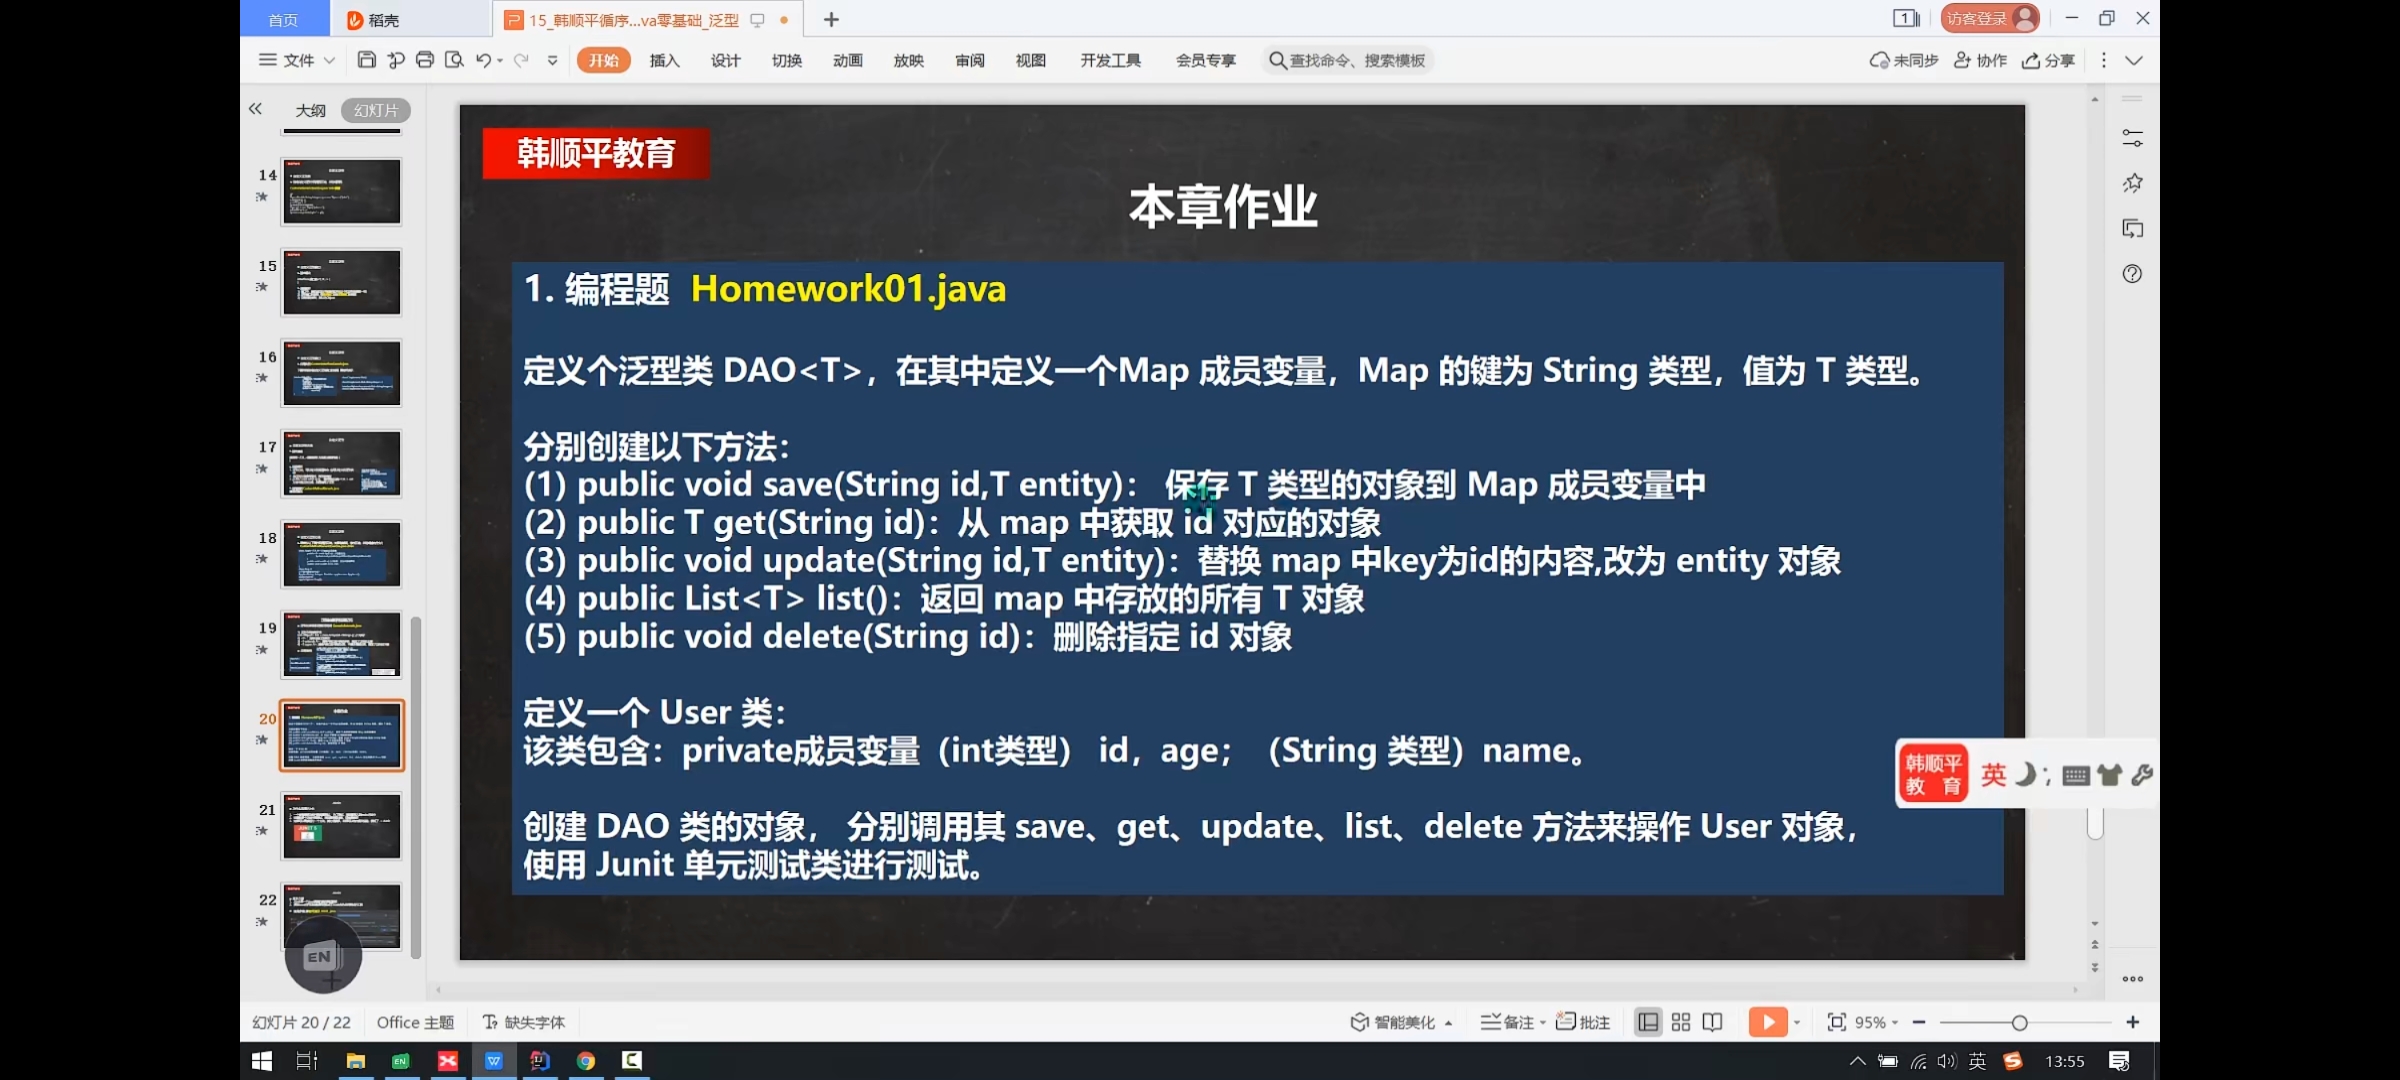 首页
稻壳
15_韩顺平循序...va零基础_泛型
访客登录
文件
开始
插入
设计
切换
动画
放映
审阅
视图
开发工具
会员专享
查找命令、搜索模板
未同步
协作
分享
大纲
幻灯片
14
15
16
17
18
19
20
21
22
韩顺平教育
本章作业
1. 编程题 Homework01.java
定义个泛型类 DAO<T>，在其中定义一个Map 成员变量，Map 的键为 String 类型，值为 T 类型。
分别创建以下方法：
(1) public void save(String id,T entity)： 保存 T 类型的对象到 Map 成员变量中
(2) public T get(String id)：从 map 中获取 id 对应的对象
(3) public void update(String id,T entity)：替换 map 中key为id的内容,改为 entity 对象
(4) public List<T> list()：返回 map 中存放的所有 T 对象
(5) public void delete(String id)：删除指定 id 对象
定义一个 User 类：
该类包含：private成员变量（int类型） id，age；（String 类型）name。
创建 DAO 类的对象， 分别调用其 save、get、update、list、delete 方法来操作 User 对象，
使用 Junit 单元测试类进行测试。
韩顺平
教 育
英
EN
幻灯片 20 / 22
Office 主题
缺失字体
智能美化
备注
批注
95%
英
13:55